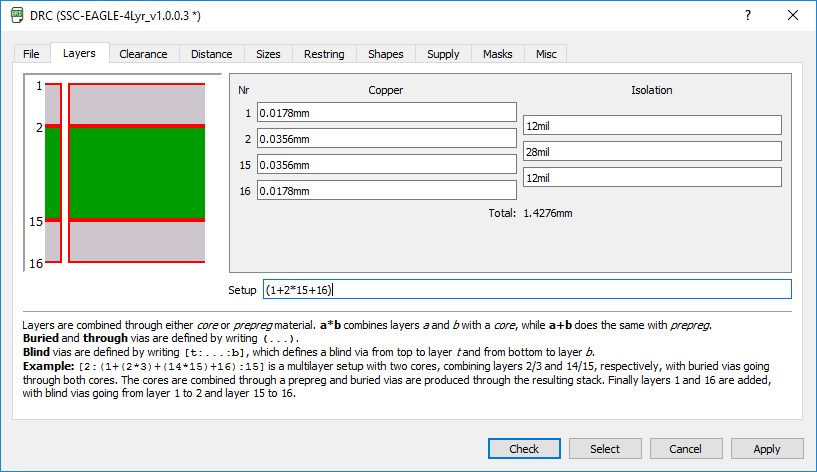 DRC (SSC-EAGLE-4Lyr_v1.0.0.3 *)
File Layers Clearance Distance Sizes Restring Shapes Supply Masks Misc
1
2
15
16
Nr Copper Isolation
1 0.0178mm
12mil
2 0.0356mm
28mil
15 0.0356mm
12mil
16 0.0178mm
Total: 1.4276mm
Setup (1+2*15+16)
Layers are combined through either core or prepreg material. a*b combines layers a and b with a core, while a+b does the same with prepreg.
Buried and through vias are defined by writing (...).
Blind vias are defined by writing [t:...:b], which defines a blind via from top to layer t and from bottom to layer b.
Example: [2:(1+(2*3)+(14*15)+16):15] is a multilayer setup with two cores, combining layers 2/3 and 14/15, respectively, with buried vias going
through both cores. The cores are combined through a prepreg and buried vias are produced through the resulting stack. Finally layers 1 and 16 are added,
with blind vias going from layer 1 to 2 and layer 15 to 16.
Check Select Cancel Apply